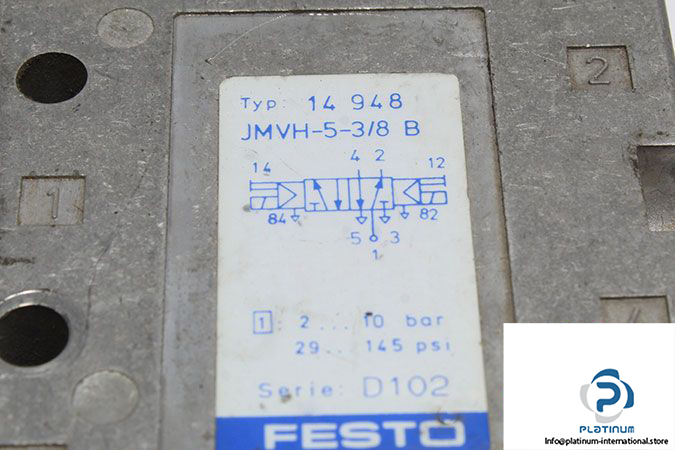 2
1
Typ: 14 948
JMVH-5-3/8 B
4 2
14 12
84 82
5 3
1
1 : 2 ... 10 bar
29 ... 145 psi
Serie: D102
FESTO
PLATINUM
info@platinum-international.store